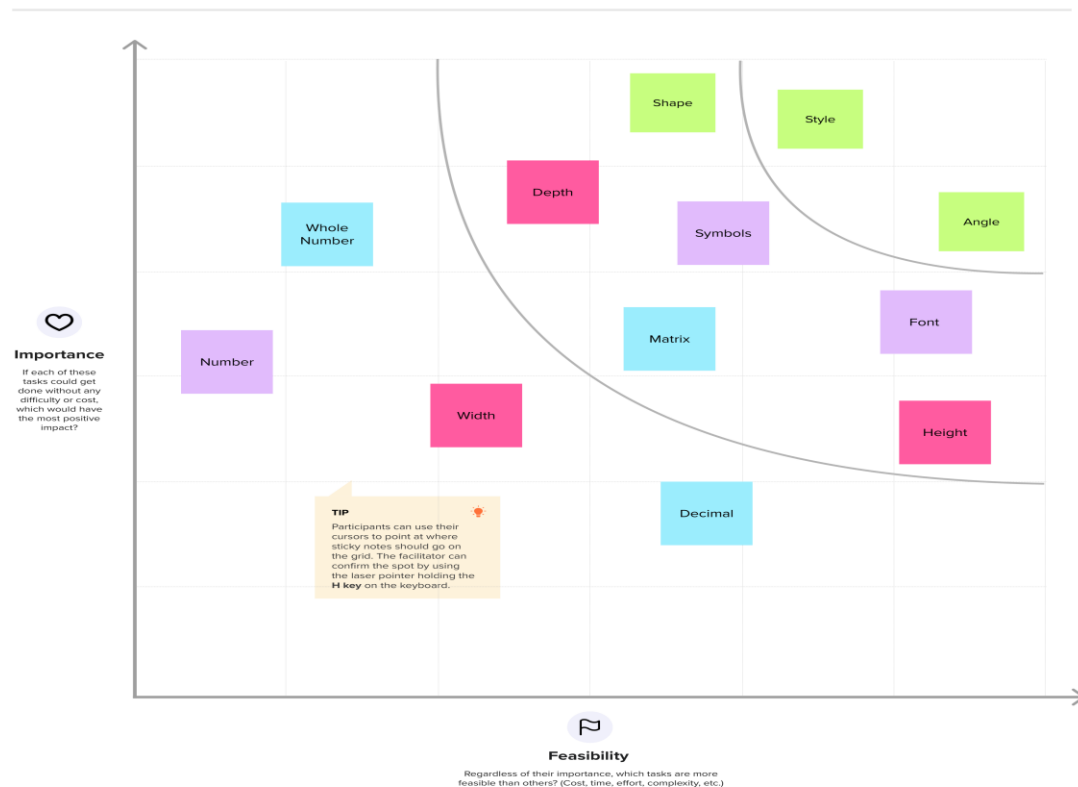 Shape
Style
Depth
Whole
Number
Symbols
Angle
Font
Matrix
Number
Width
Height
Decimal
Importance
If each of these
tasks could get
done without any
difficulty or cost,
which would have
the most positive
impact?
TIP
Participants can use their
cursors to point at where
sticky notes should go on
the grid. The facilitator can
confirm the spot by using
the laser pointer holding the
H key on the keyboard.
Feasibility
Regardless of their importance, which tasks are more
feasible than others? (Cost, time, effort, complexity, etc.)